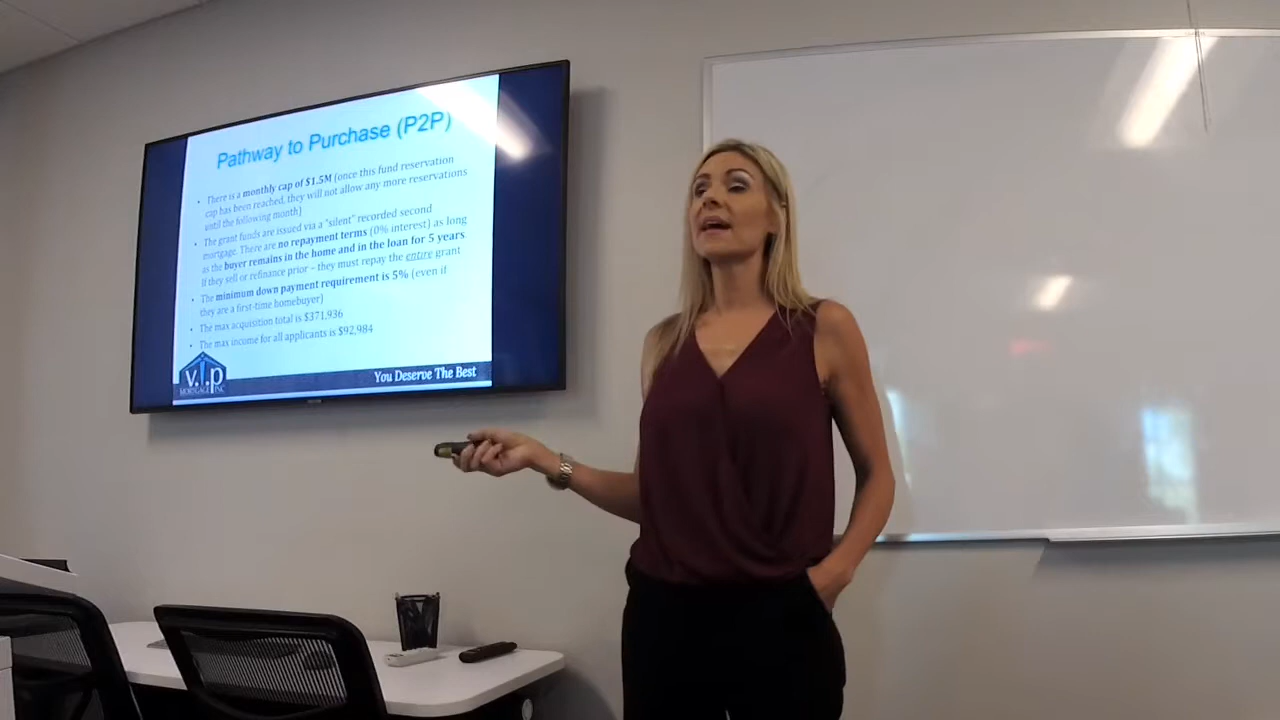 Pathway to Purchase (P2P)
• There is a monthly cap of $1.5M (once this fund reservation
cap has been reached, they will not allow any more reservations
until the following month)
• The grant funds are issued via a "silent" recorded second
mortgage. There are no repayment terms (0% interest) as long
as the buyer remains in the home and in the loan for 5 years.
If they sell or refinance prior – they must repay the entire grant
• The minimum down payment requirement is 5% (even if
they are a first-time homebuyer)
• The max acquisition total is $371,936
• The max income for all applicants is $92,984
v.i.p
MORTGAGE INC
You Deserve The Best